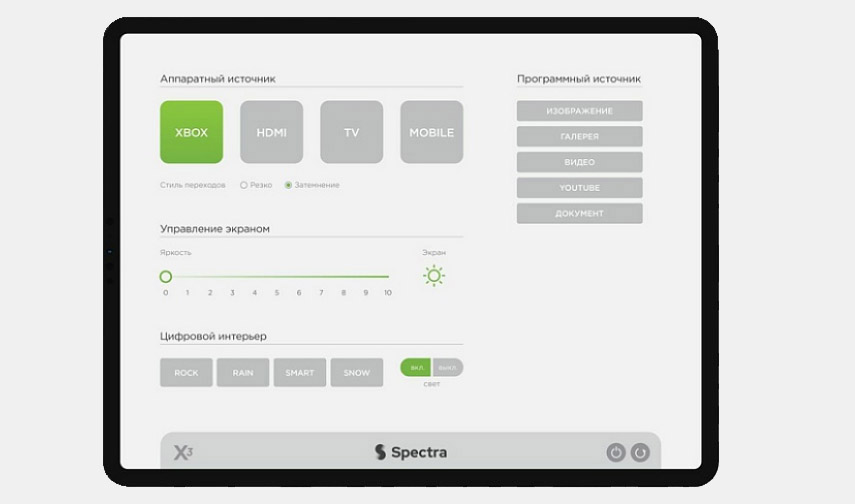 Аппаратный источник
XBOX
HDMI
TV
MOBILE
Стиль переходов
Резко
Затемнение
Программный источник
ИЗОБРАЖЕНИЕ
ГАЛЕРЕЯ
ВИДЕО
YOUTUBE
ДОКУМЕНТ
Управление экраном
Яркость
Экран
0 1 2 3 4 5 6 7 8 9 10
Цифровой интерьер
ROCK
RAIN
SMART
SNOW
ВКЛ
ВЫКЛ
свет
X3
Spectra